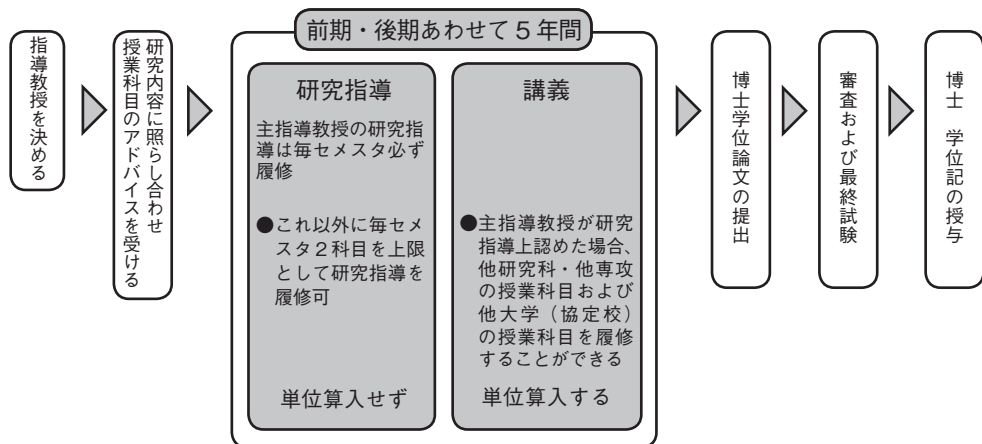 指導教授を決める
研究内容に照らし合わせ
授業科目のアドバイスを受ける
前期・後期あわせて5年間
研究指導
主指導教授の研究指
導は毎セメスタ必ず
履修
●これ以外に毎セメ
スタ2科目を上限
として研究指導を
履修可
単位算入せず
講義
●主指導教授が研究
指導上認めた場合、
他研究科・他専攻
の授業科目および
他大学（協定校）
の授業科目を履修
することができる
単位算入する
博士学位論文の提出
審査および最終試験
博士　学位記の授与